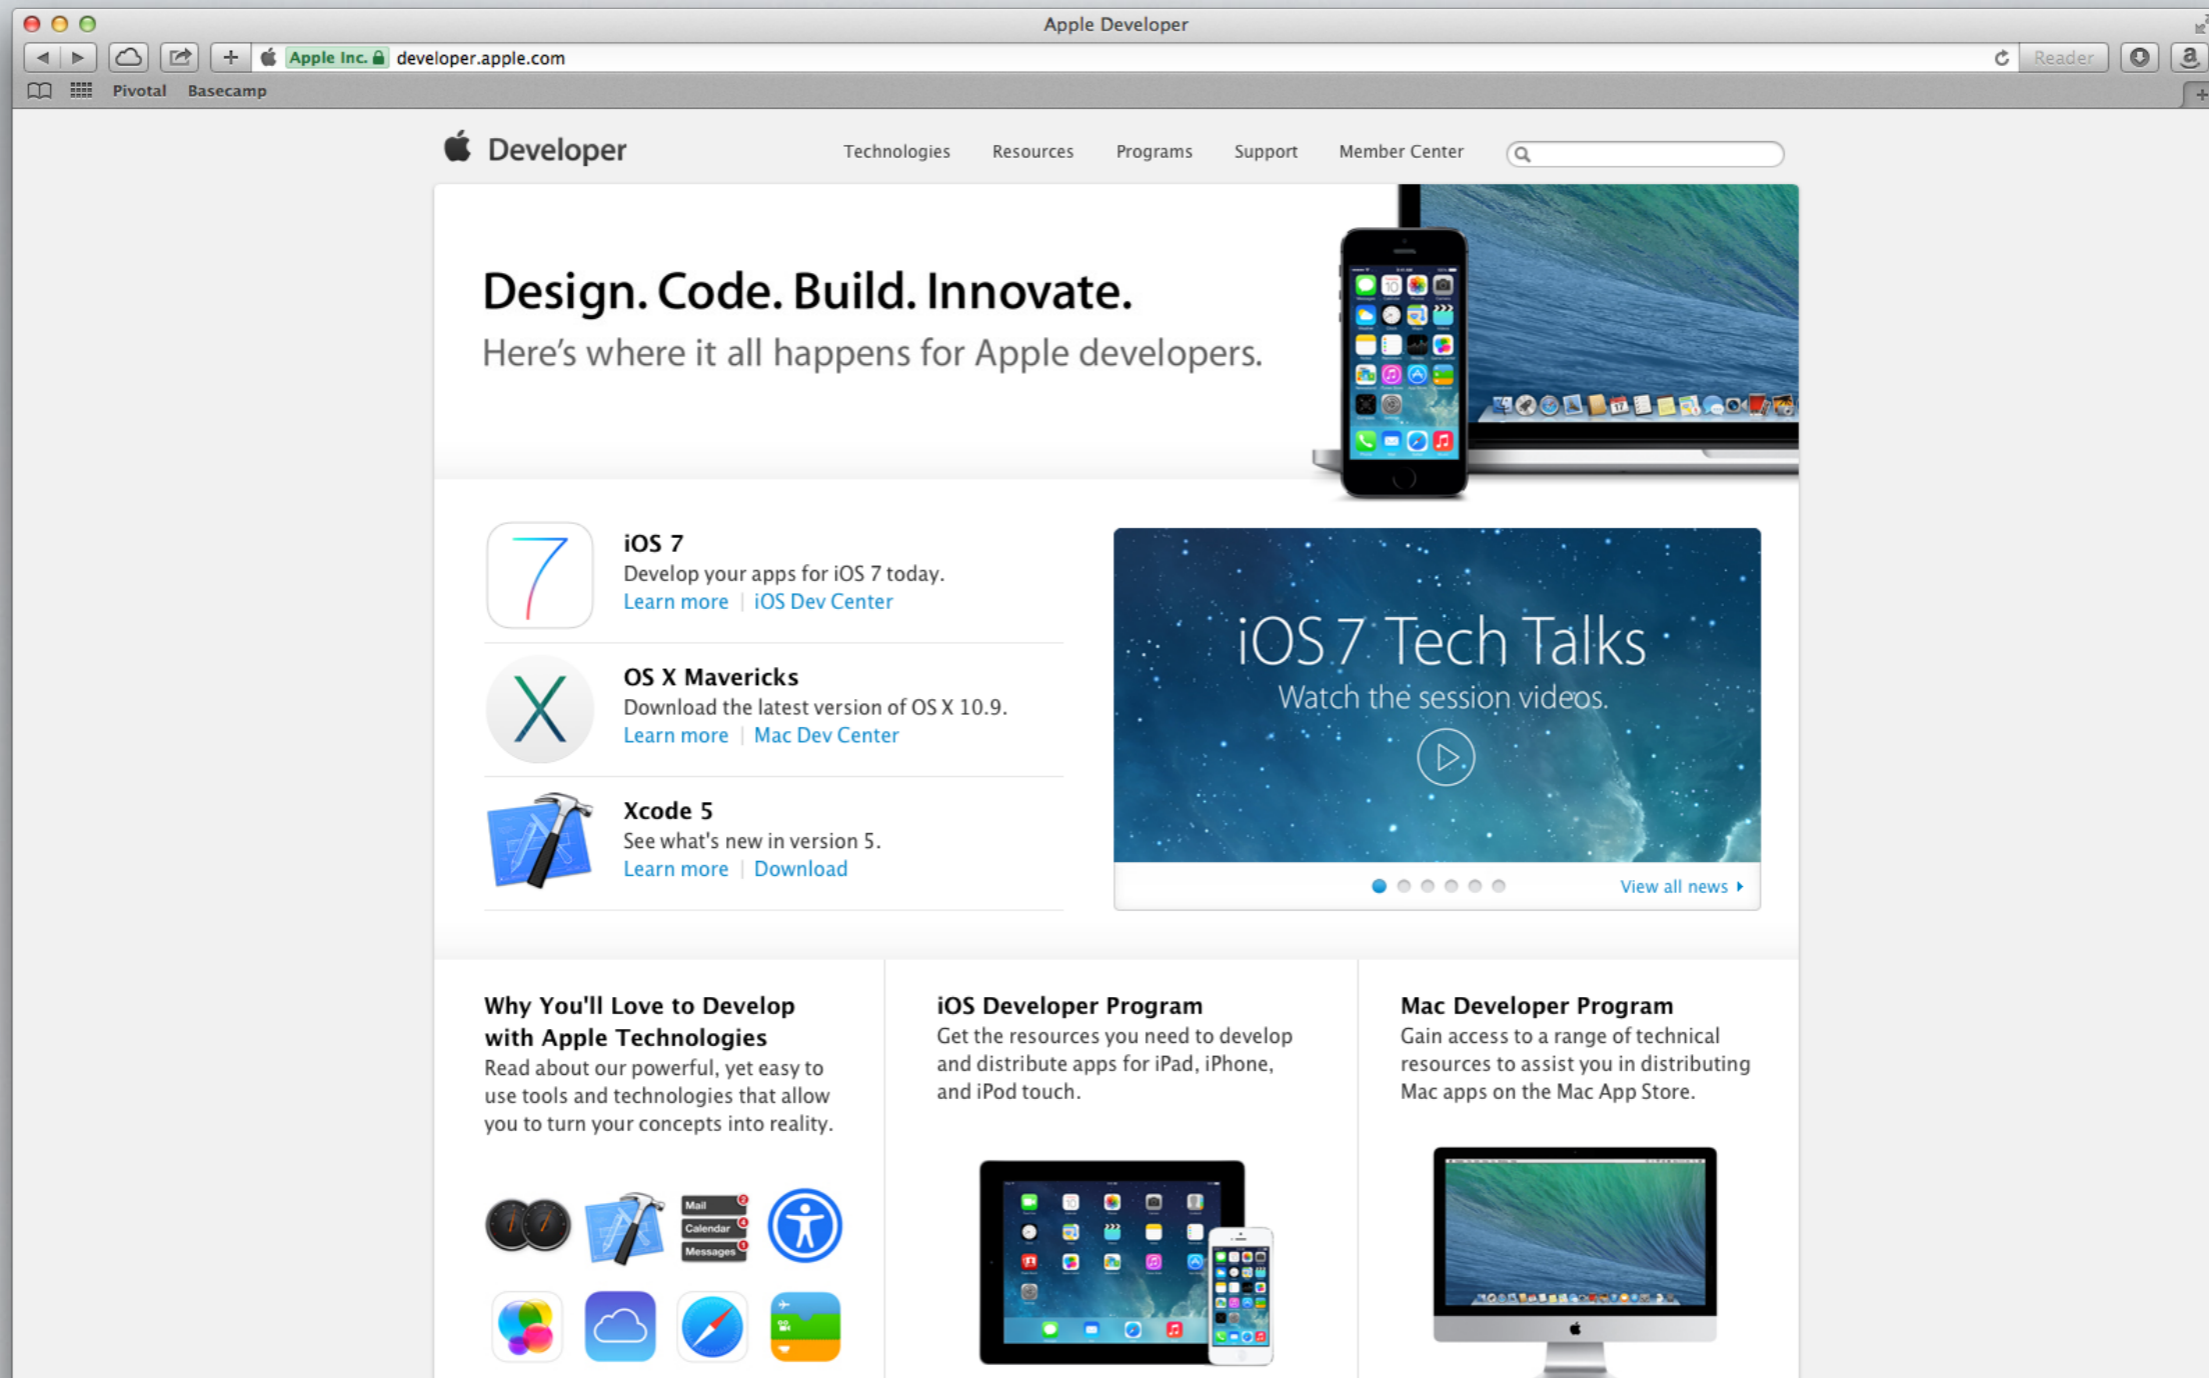 Apple Developer
Apple Inc. developer.apple.com
Reader
Pivotal Basecamp
Developer
Technologies Resources Programs Support Member Center
Design. Code. Build. Innovate.
Here's where it all happens for Apple developers.
iOS 7
Develop your apps for iOS 7 today.
Learn more | iOS Dev Center
OS X Mavericks
Download the latest version of OS X 10.9.
Learn more | Mac Dev Center
Xcode 5
See what's new in version 5.
Learn more | Download
iOS 7 Tech Talks
Watch the session videos.
View all news
Why You'll Love to Develop
with Apple Technologies
Read about our powerful, yet easy to
use tools and technologies that allow
you to turn your concepts into reality.
Mail 2
Calendar 4
Messages 1
iOS Developer Program
Get the resources you need to develop
and distribute apps for iPad, iPhone,
and iPod touch.
Mac Developer Program
Gain access to a range of technical
resources to assist you in distributing
Mac apps on the Mac App Store.